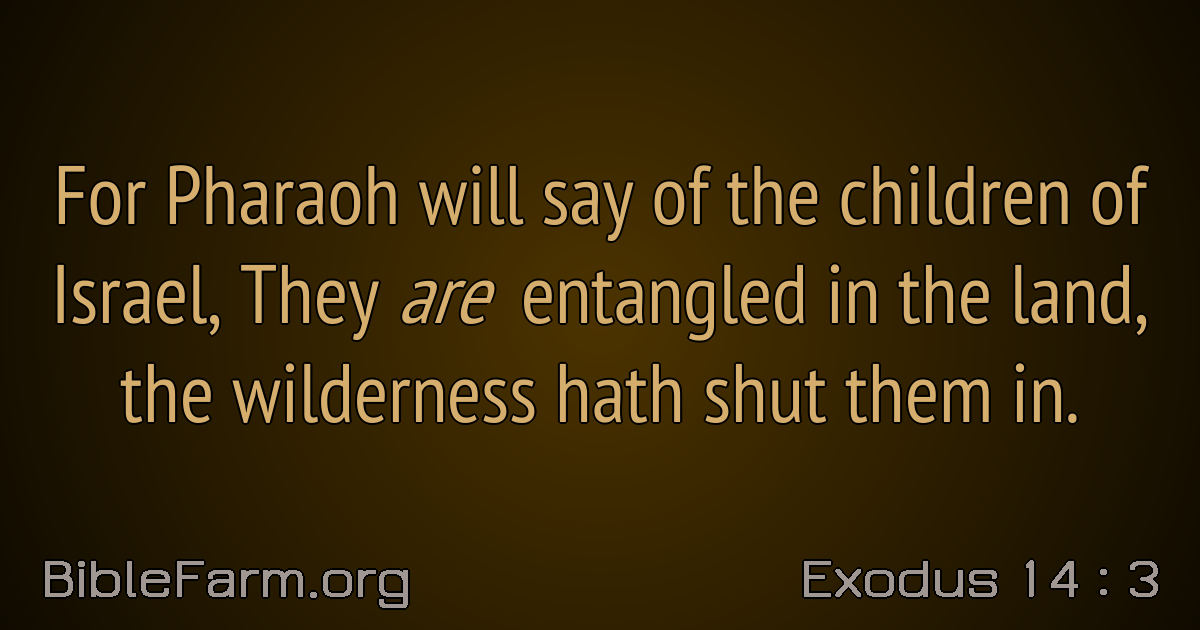 For Pharaoh will say of the children of
Israel, They are entangled in the land,
the wilderness hath shut them in.
BibleFarm.org
Exodus 14 : 3